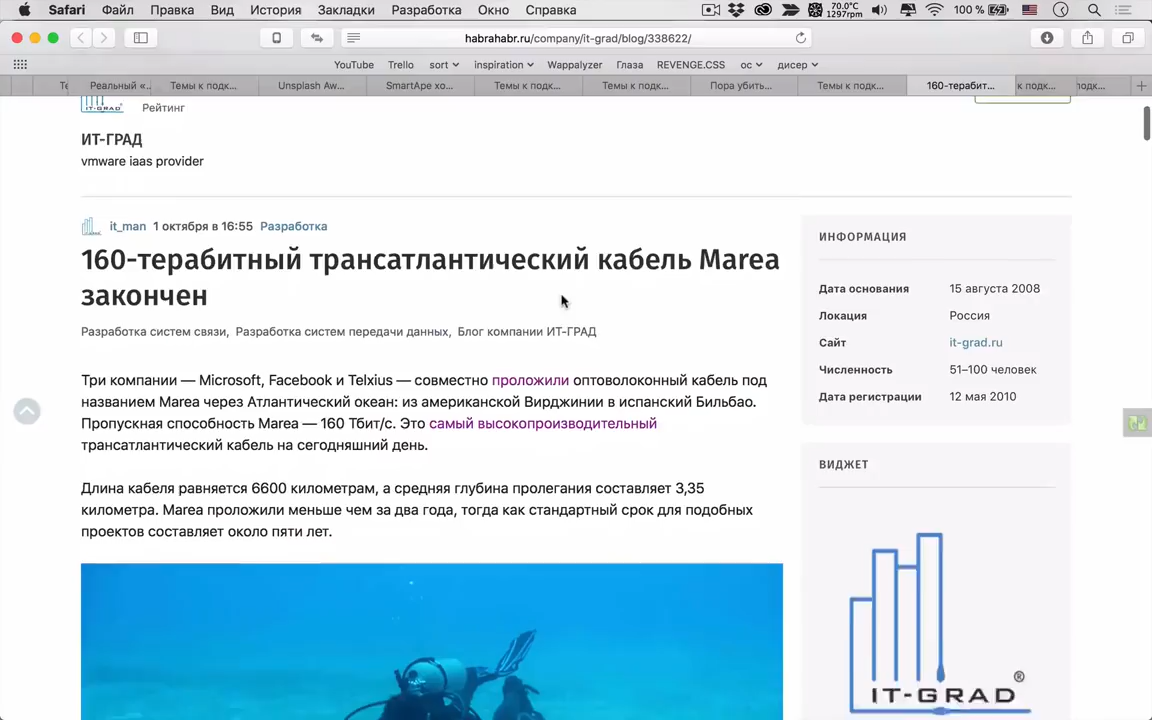 Safari Файл Правка Вид История Закладки Разработка Окно Справка 70.0°C 1297rpm 100 %
habrahabr.ru/company/it-grad/blog/338622/
YouTube Trello sort inspiration Wappalyzer Глаза REVENGE.CSS ос дисер
Те Реальный «.. Темы к подк... Unsplash Aw... SmartApe хо... Темы к подк... Темы к подк... Пора убить... Темы к подк... 160-терабит... к подк... подк...
IT-GRAD Рейтинг
ИТ-ГРАД
vmware iaas provider
it_man 1 октября в 16:55 Разработка
160-терабитный трансатлантический кабель Marea
закончен
Разработка систем связи, Разработка систем передачи данных, Блог компании ИТ-ГРАД
Три компании — Microsoft, Facebook и Telxius — совместно проложили оптоволоконный кабель под
названием Marea через Атлантический океан: из американской Вирджинии в испанский Бильбао.
Пропускная способность Marea — 160 Тбит/с. Это самый высокопроизводительный
трансатлантический кабель на сегодняшний день.
Длина кабеля равняется 6600 километрам, а средняя глубина пролегания составляет 3,35
километра. Marea проложили меньше чем за два года, тогда как стандартный срок для подобных
проектов составляет около пяти лет.
ИНФОРМАЦИЯ
Дата основания 15 августа 2008
Локация Россия
Сайт it-grad.ru
Численность 51–100 человек
Дата регистрации 12 мая 2010
ВИДЖЕТ
IT-GRAD ®